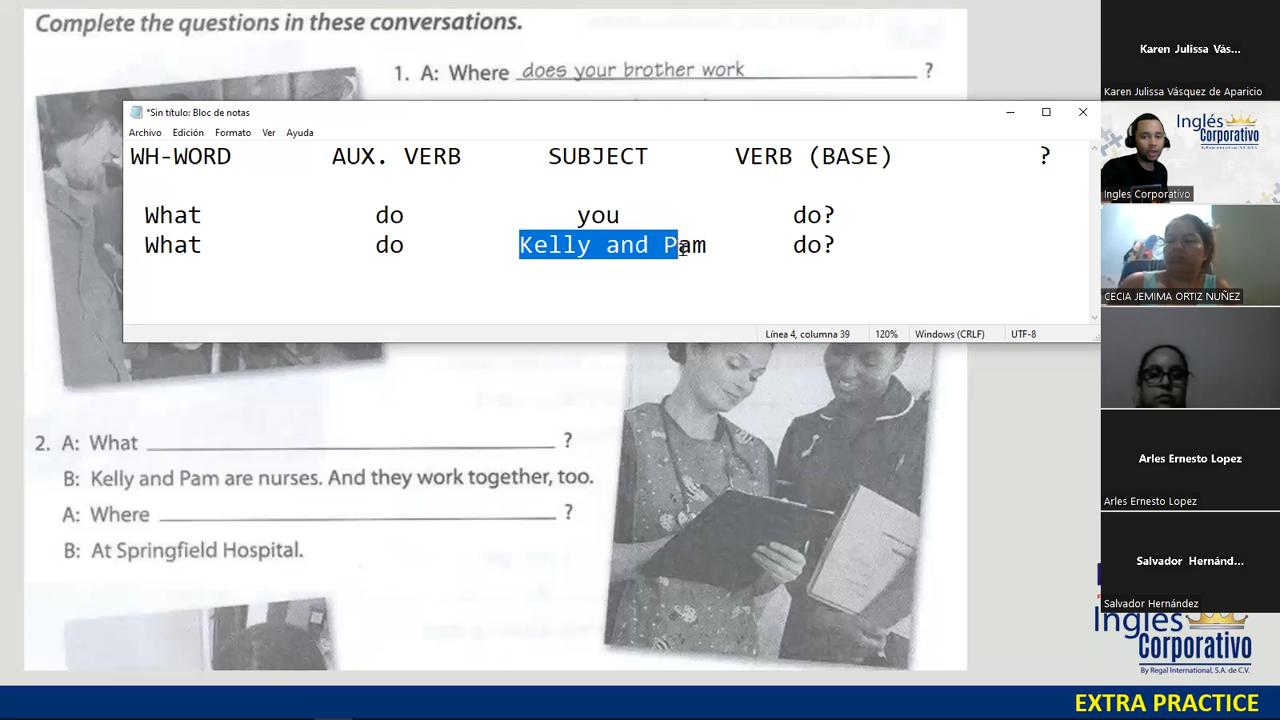 Complete the questions in these conversations.
1. A: Where does your brother work ?
*Sin título: Bloc de notas
Archivo Edición Formato Ver Ayuda
WH-WORD AUX. VERB SUBJECT VERB (BASE) ?
What do you do?
What do Kelly and Pam do?
Línea 4, columna 39 120% Windows (CRLF) UTF-8
2. A: What ?
B: Kelly and Pam are nurses. And they work together, too.
A: Where ?
B: At Springfield Hospital.
Karen Julissa Vás...
Karen Julissa Vásquez de Aparicio
Inglés
Corporativo
Ingles Corporativo
CECIA JEMIMA ORTIZ NUÑEZ
Arles Ernesto Lopez
Arles Ernesto Lopez
Salvador Hernánd...
Salvador Hernández
Inglés
Corporativo
By Regal International, S.A. de C.V.
EXTRA PRACTICE